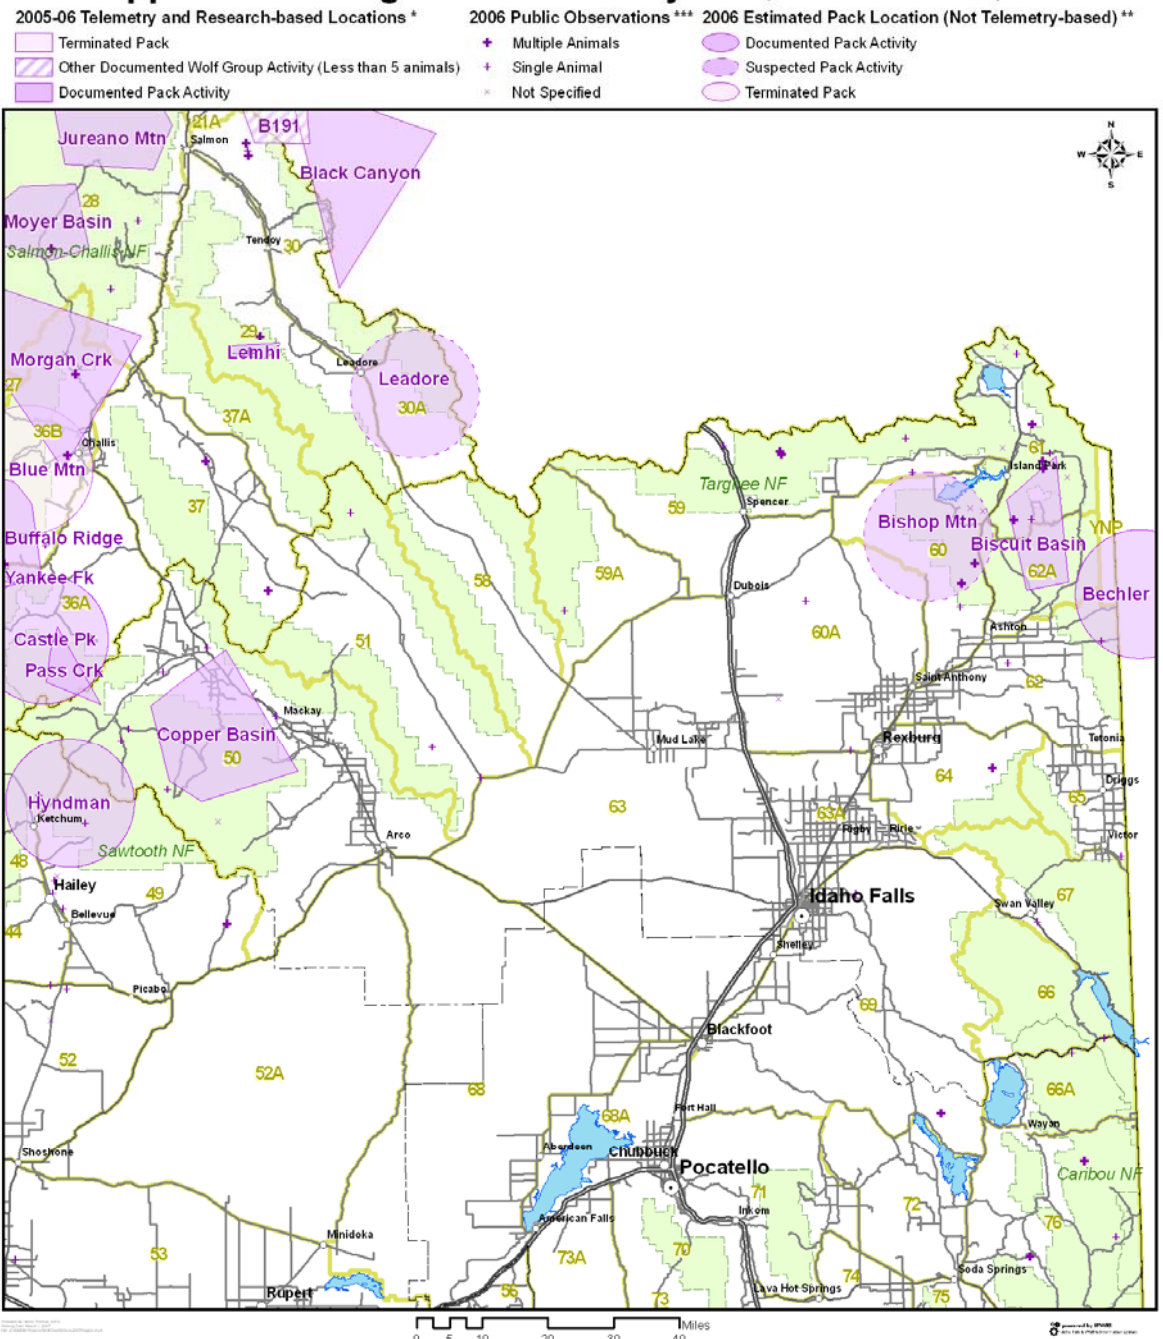 2005-06 Telemetry and Research-based Locations *
Terminated Pack
Other Documented Wolf Group Activity (Less than 5 animals)
Documented Pack Activity
2006 Public Observations ***
Multiple Animals
Single Animal
Not Specified
2006 Estimated Pack Location (Not Telemetry-based) **
Documented Pack Activity
Suspected Pack Activity
Terminated Pack
N
W E
S
21A
B191
Jureano Mtn
Salmon
Black Canyon
28
Moyer Basin
Tendoy
30
Salmon-Challis NF
29
Lemhi
Morgan Crk
Leadore
Leadore
27
30A
37A
36B
Challis
Blue Mtn
61
Island Park
Targhee NF
Spencer
59
37
Bishop Mtn
YNP
Buffalo Ridge
60
Biscuit Basin
Yankee Fk
58
59A
62A
Dubois
Bechler
36A
60A
Ashton
Castle Pk
51
Pass Crk
Saint Anthony
62
Mackay
Copper Basin
Mud Lake
Rexburg
Tetonia
50
64
Driggs
Hyndman
63
65
Ketchum
63A
Rigby
Ririe
Arco
Victor
Sawtooth NF
48
Hailey
49
Idaho Falls
67
Swan Valley
Bellevue
44
Shelley
Picabo
66
69
Blackfoot
52
52A
68
66A
68A
Fort Hall
Wayan
Aberdeen
Chubbuck
Shoshone
Pocatello
Caribou NF
71
72
Inkom
American Falls
76
Minidoka
53
73A
70
Soda Springs
74
Rupert
56
73
Lava Hot Springs
75
0 5 10 20 30 40
Miles